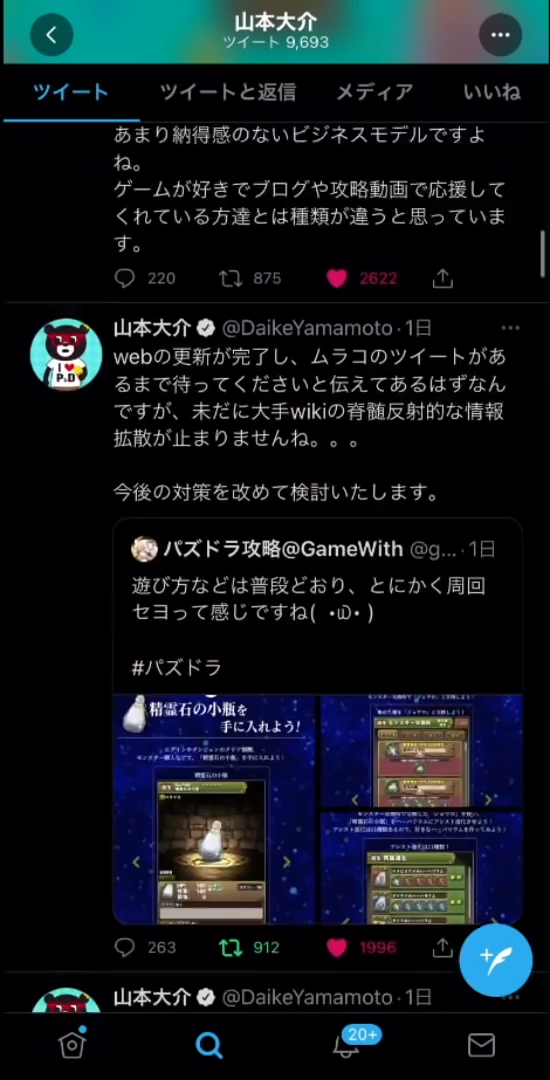 山本大介
ツイート 9,693
ツイート
ツイートと返信
メディア
いいね
あまり納得感のないビジネスモデルですよ
ね。
ゲームが好きでブログや攻略動画で応援して
くれている方達とは種類が違うと思っていま
す。
220
875
2622
山本大介 @DaikeYamamoto · 1日
webの更新が完了し、ムラコのツイートがあ
るまで待ってくださいと伝えてあるはずなん
ですが、未だに大手wikiの脊髄反射的な情報
拡散が止まりませんね。。。
今後の対策を改めて検討いたします。
パズドラ攻略@GameWith @g... · 1日
遊び方などは普段どおり、とにかく周回
セヨって感じですね( •ω• )
#パズドラ
精霊石の小瓶を
手に入れよう!
精霊石の小瓶
I ♥
P&D
263
912
1996
山本大介 @DaikeYamamoto · 1日
20+